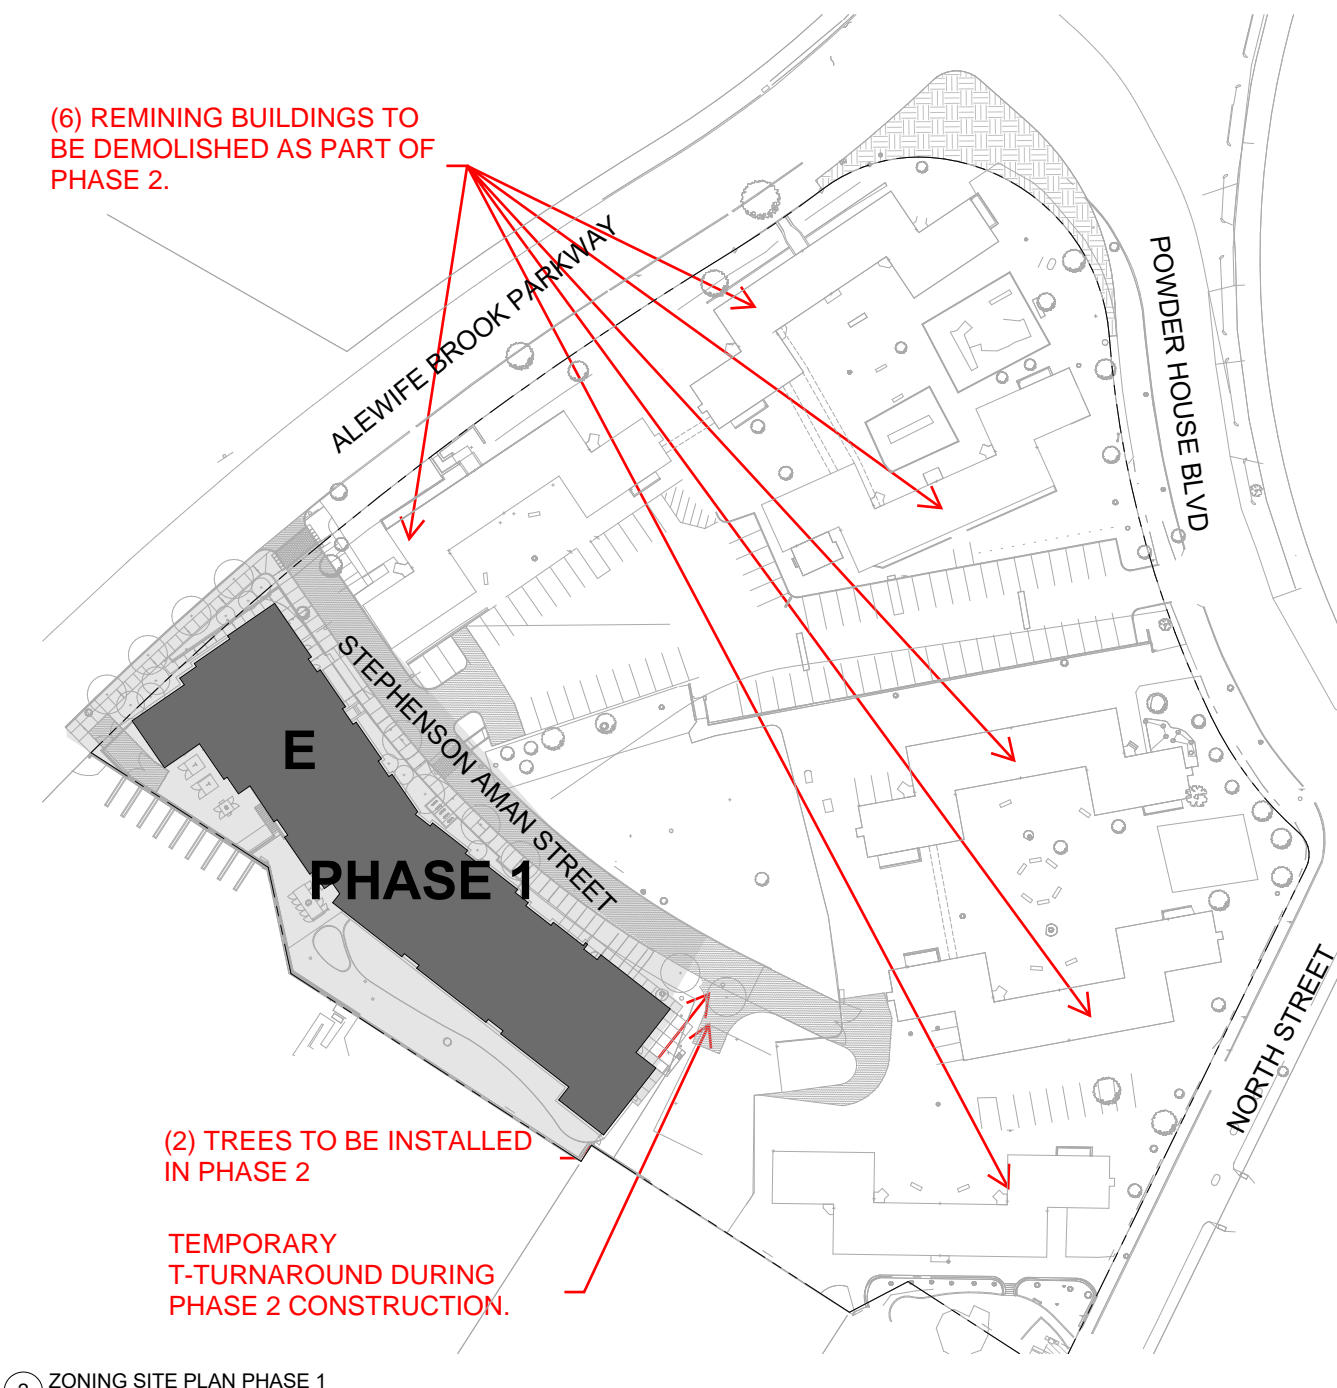 (6) REMINING BUILDINGS TO
BE DEMOLISHED AS PART OF
PHASE 2.
ALEWIFE BROOK PARKWAY
POWDER HOUSE BLVD
STEPHENSON AMAN STREET
E
PHASE 1
NORTH STREET
(2) TREES TO BE INSTALLED
IN PHASE 2
TEMPORARY
T-TURNAROUND DURING
PHASE 2 CONSTRUCTION.
ZONING SITE PLAN PHASE 1